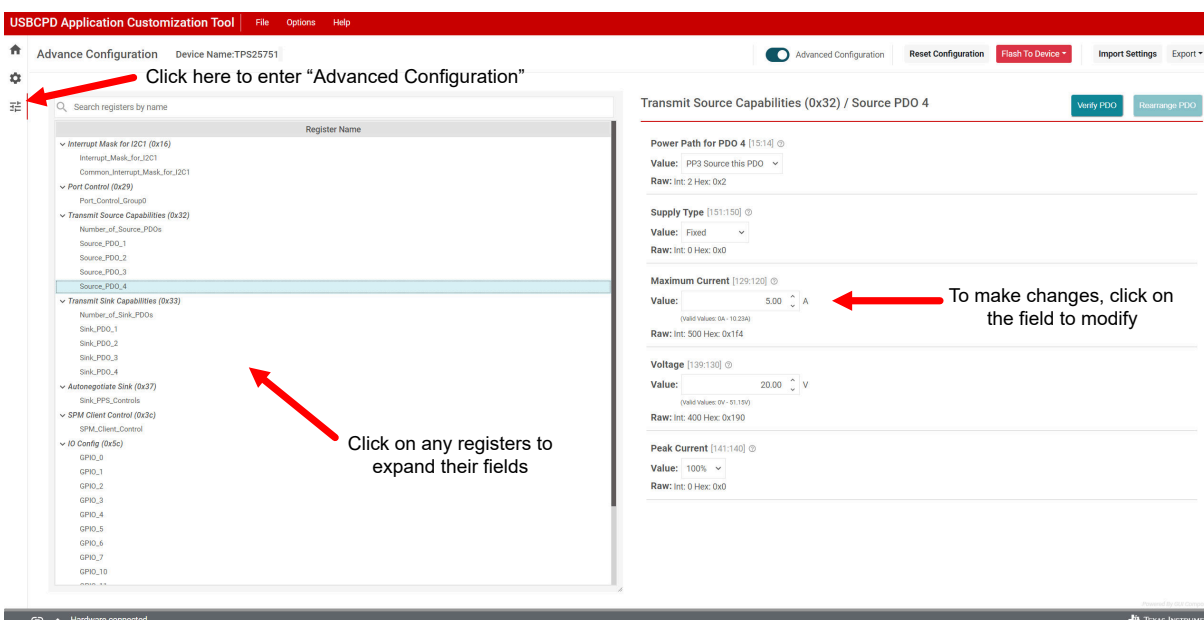 USBCPD Application Customization Tool File Options Help
Advance Configuration Device Name:TPS25751 Advanced Configuration Reset Configuration Flash To Device Import Settings Export
Click here to enter “Advanced Configuration”
Search registers by name
Register Name
Interrupt Mask for I2C1 (0x16)
Interrupt_Mask_for_I2C1
Common_Interrupt_Mask_for_I2C1
Port Control (0x29)
Port_Control_Group0
Transmit Source Capabilities (0x32)
Number_of_Source_PDOs
Source_PDO_1
Source_PDO_2
Source_PDO_3
Source_PDO_4
Transmit Sink Capabilities (0x33)
Number_of_Sink_PDOs
Sink_PDO_1
Sink_PDO_2
Sink_PDO_3
Sink_PDO_4
Autonegotiate Sink (0x37)
Sink_PPS_Controls
SPM Client Control (0x3c)
SPM_Client_Control
IO Config (0x5c)
GPIO_0
GPIO_1
GPIO_2
GPIO_3
GPIO_4
GPIO_5
GPIO_6
GPIO_7
GPIO_10
Click on any registers to
expand their fields
Transmit Source Capabilities (0x32) / Source PDO 4 Verify PDO Rearrange PDO
Power Path for PDO 4 [15:14]
Value: PP3 Source this PDO
Raw: Int: 2 Hex: 0x2
Supply Type [151:150]
Value: Fixed
Raw: Int: 0 Hex: 0x0
Maximum Current [129:120]
Value: 5.00 A
(Valid Values: 0A - 10.23A)
Raw: Int: 500 Hex: 0x1f4
To make changes, click on
the field to modify
Voltage [139:130]
Value: 20.00 V
(Valid Values: 0V - 51.15V)
Raw: Int: 400 Hex: 0x190
Peak Current [141:140]
Value: 100%
Raw: Int: 0 Hex: 0x0
Hardware connected